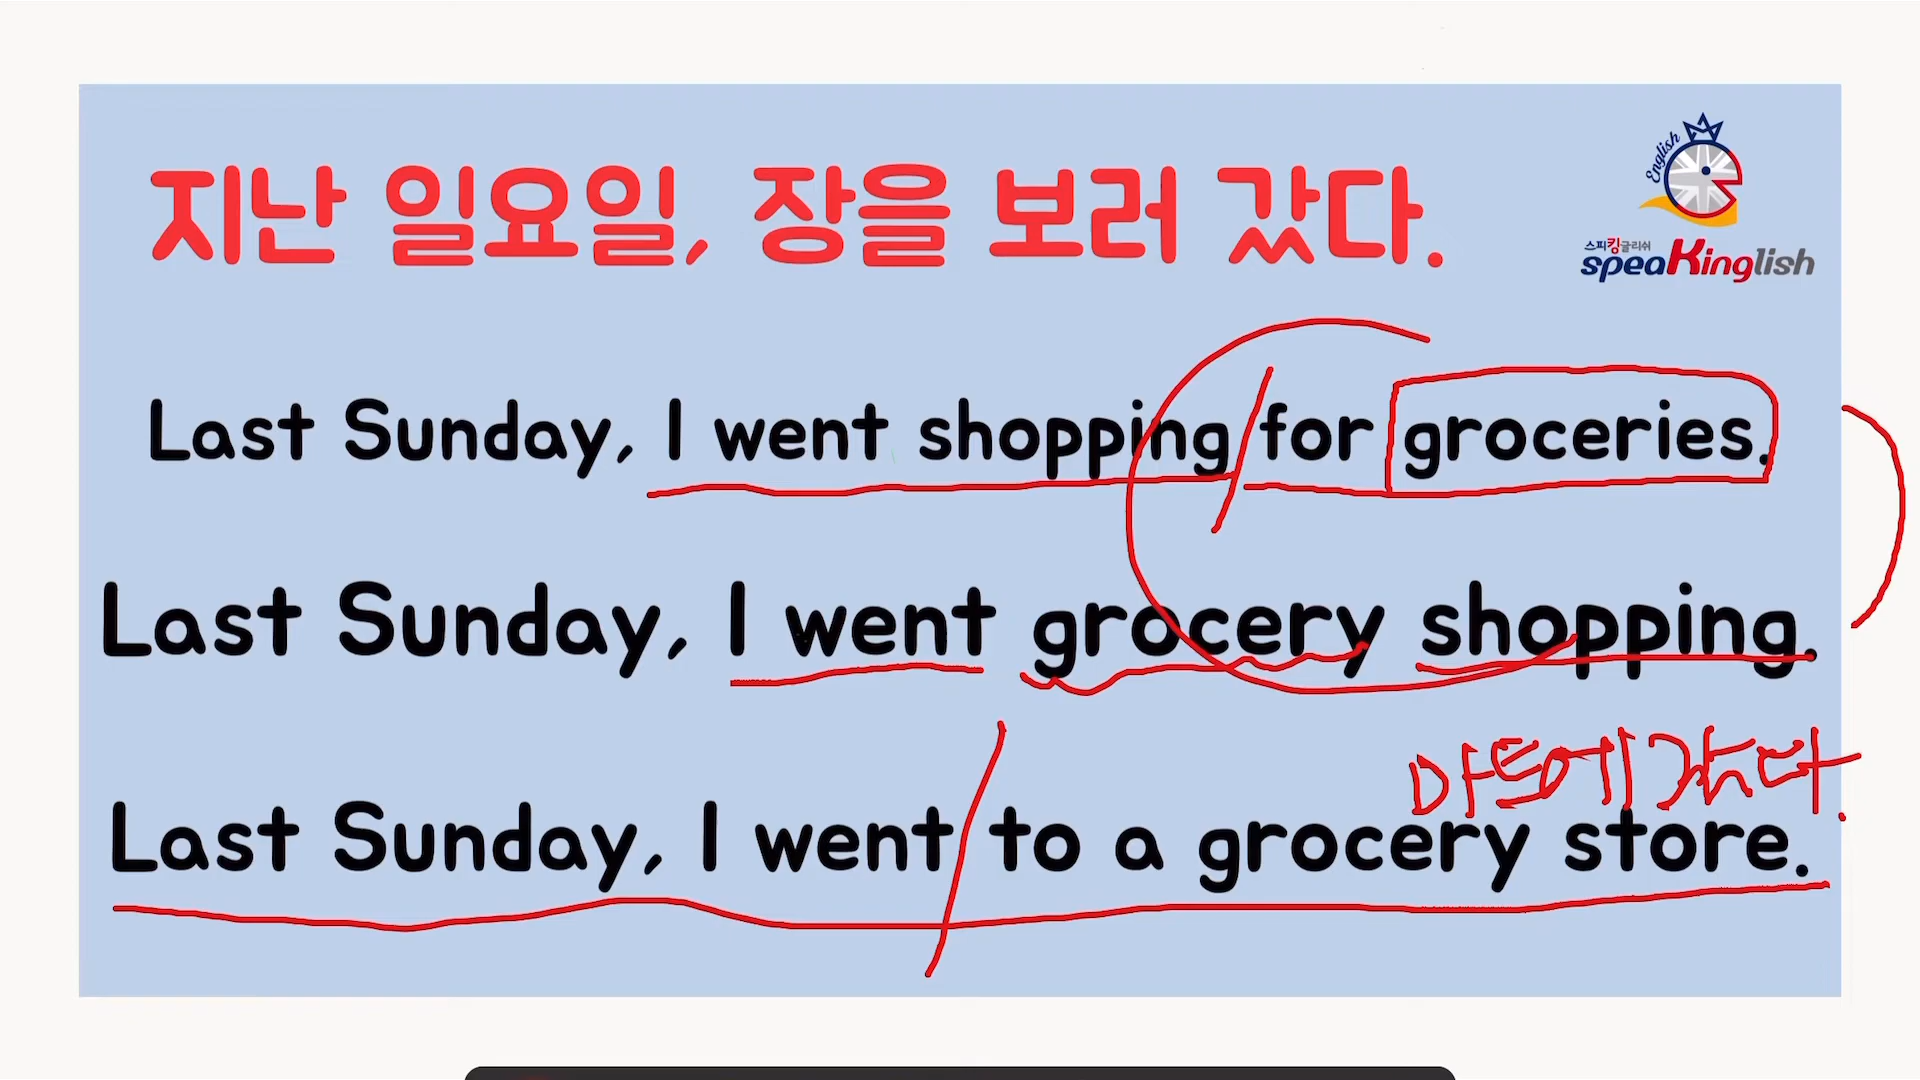 지난 일요일, 장을 보러 갔다.
English
스피킹글리쉬
speaKinglish
Last Sunday, I went shopping for groceries.
Last Sunday, I went grocery shopping.
마트에 갔다.
Last Sunday, I went to a grocery store.